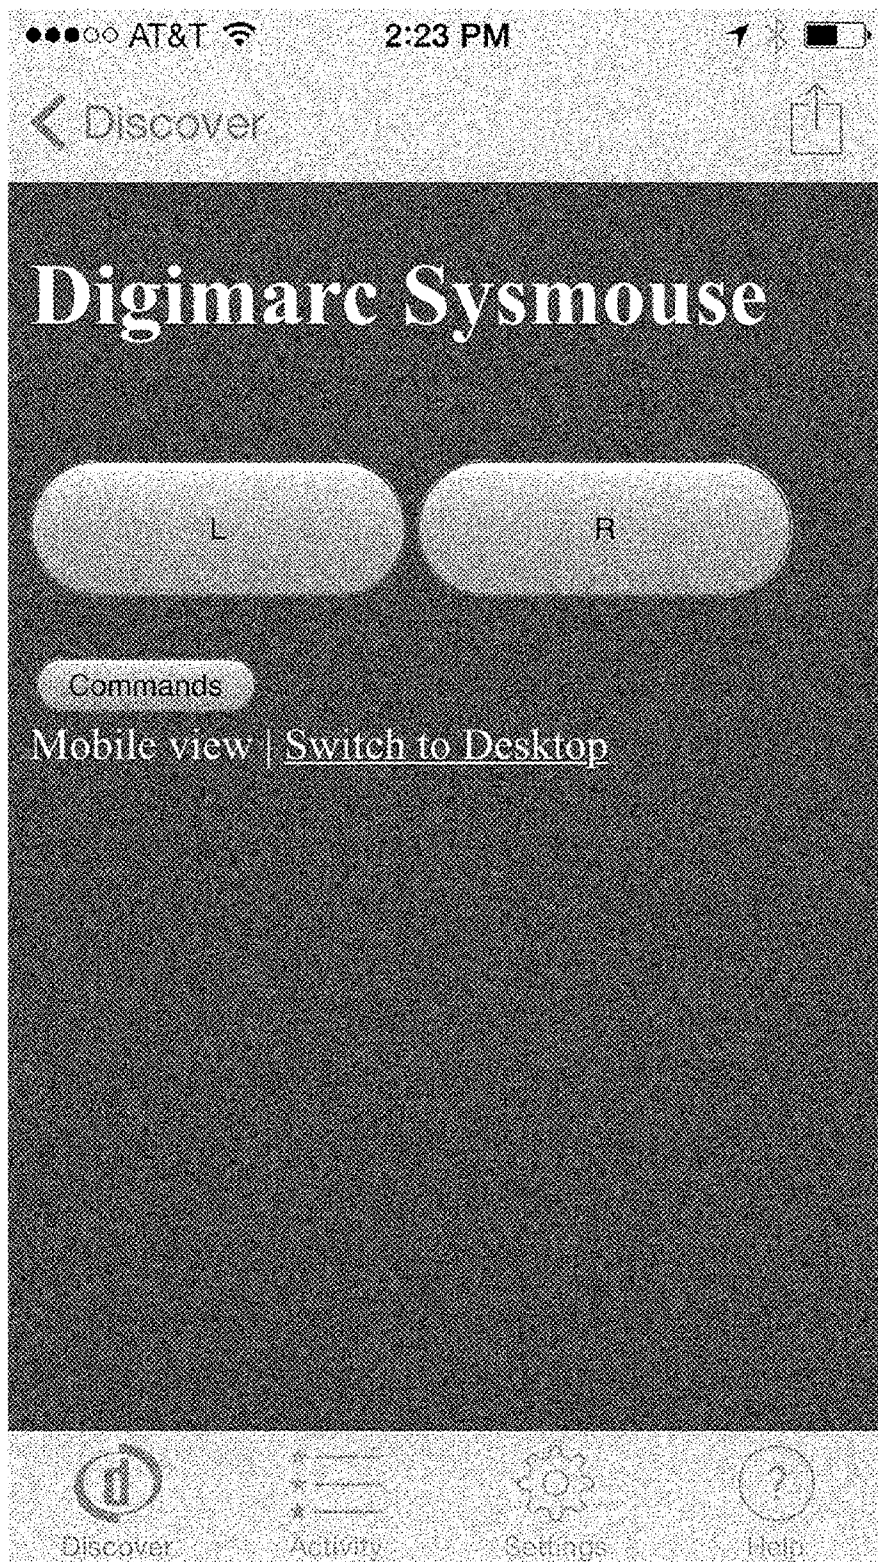 AT&T 2:23 PM
Discover
Digimarc Sysmouse
L R
Commands
Mobile view | Switch to Desktop
d ?
Discover Activity Settings Help